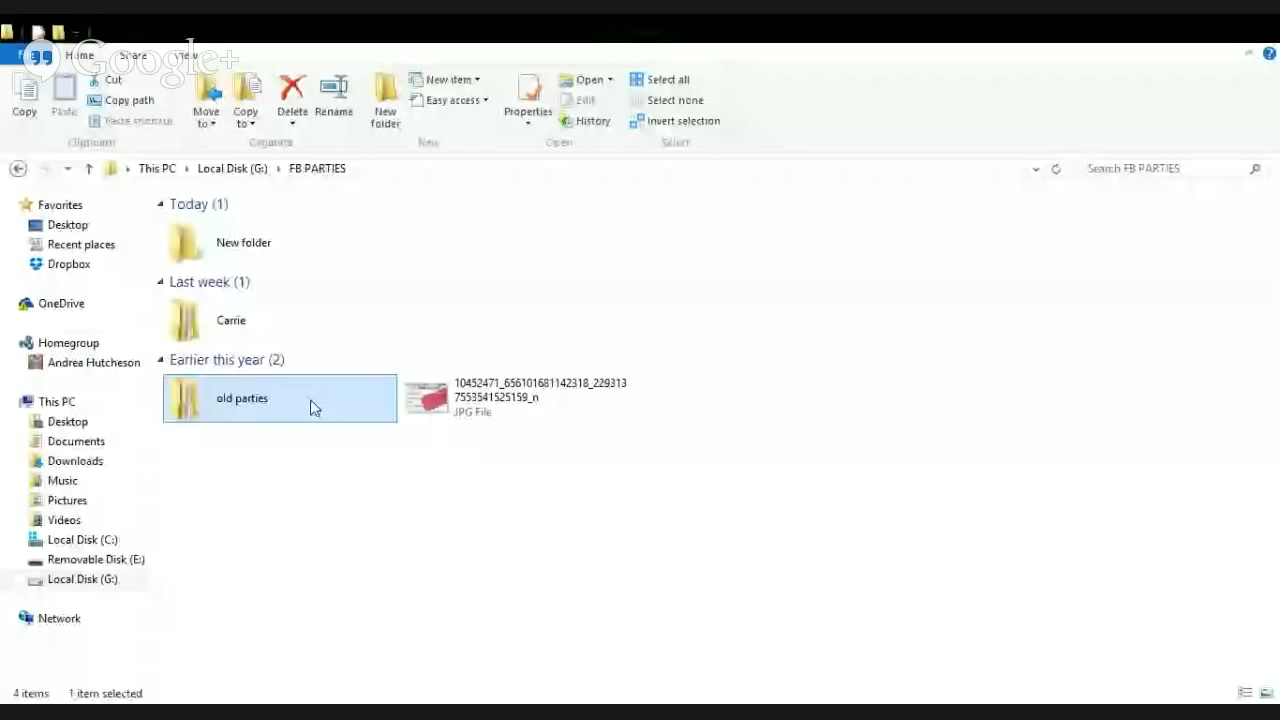 Google+
File Home Share View
Cut
Copy path
Paste shortcut
Copy Paste
Move to Copy to Delete Rename
New folder
New item
Easy access
Properties
Open
Edit
History
Select all
Select none
Invert selection
Clipboard Organize New Open Select
This PC Local Disk (G:) FB PARTIES
Search FB PARTIES
Favorites
Desktop
Recent places
Dropbox
OneDrive
Homegroup
Andrea Hutcheson
This PC
Desktop
Documents
Downloads
Music
Pictures
Videos
Local Disk (C:)
Removable Disk (E:)
Local Disk (G:)
Network
Today (1)
New folder
Last week (1)
Carrie
Earlier this year (2)
old parties
10452471_656101681142318_229313
7553541525159_n
JPG File
4 items 1 item selected